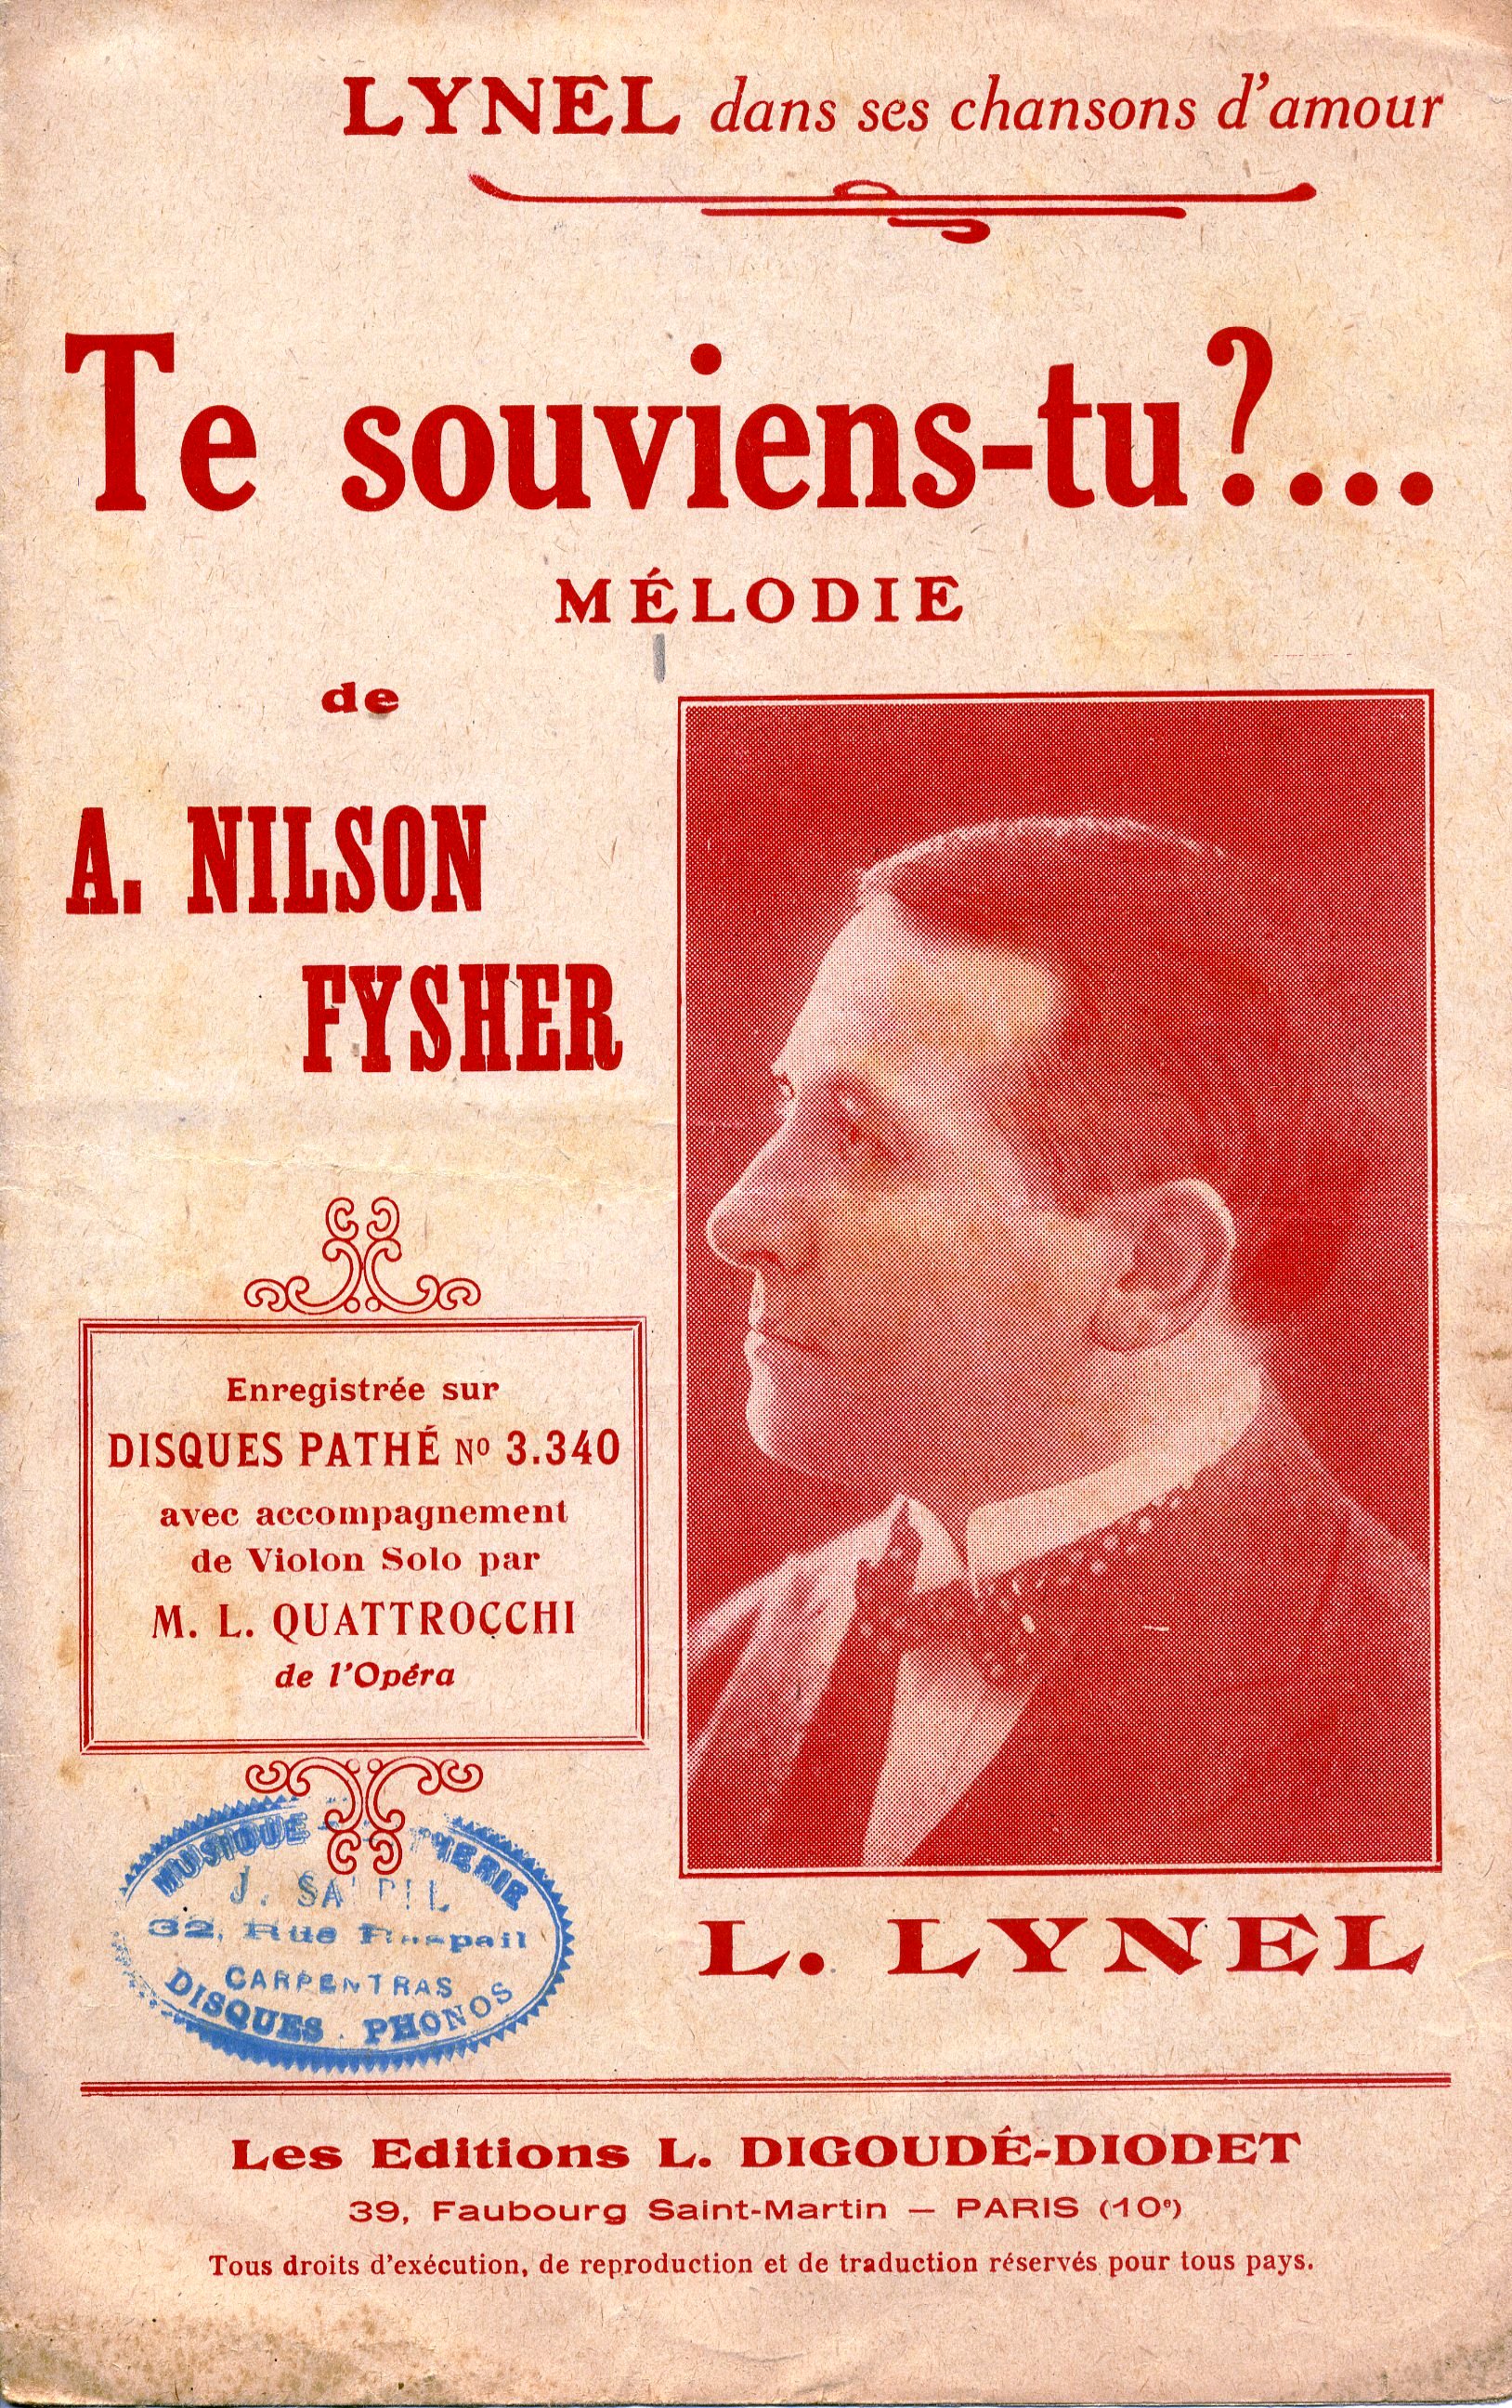 LYNEL dans ses chansons d'amour
Te souviens-tu?...
MÉLODIE
de
A. NILSON
FYSHER
Enregistrée sur
DISQUES PATHÉ Nº 3.340
avec accompagnement
de Violon Solo par
M. L. QUATTROCCHI
de l'Opéra
MUSIQUE
J.
32, Rue
CARPENTRAS
DISQUES. PHONOS
L. LYNEL
Les Editions L. DIGOUDÉ-DIODET
39, Faubourg Saint-Martin — PARIS (10ᵉ)
Tous droits d'exécution, de reproduction et de traduction réservés pour tous pays.